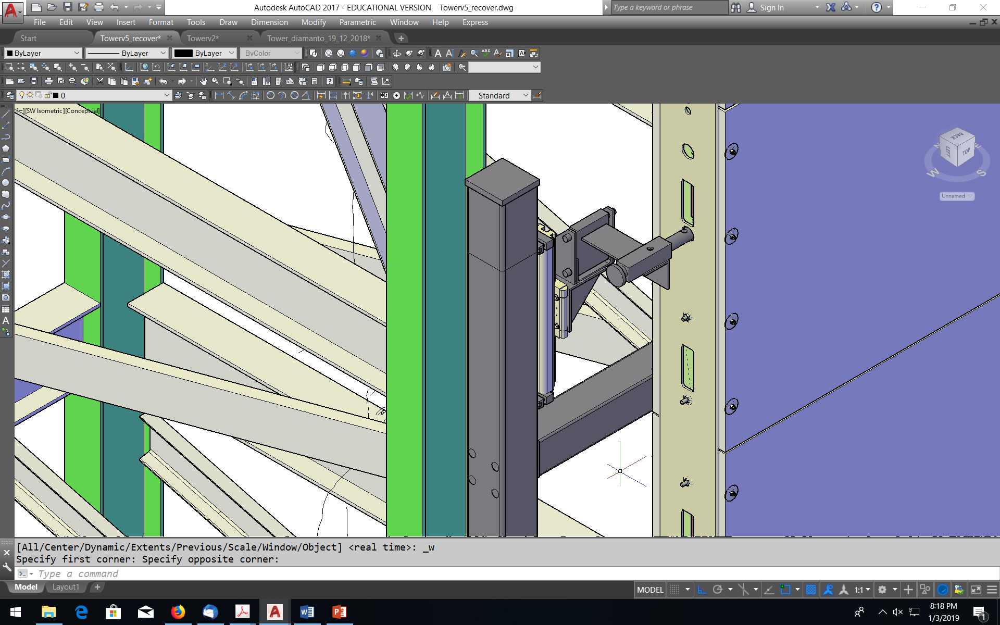 Autodesk AutoCAD 2017 - EDUCATIONAL VERSION Towerv5_recover.dwg
Type a keyword or phrase
Sign In
File Edit View Insert Format Tools Draw Dimension Modify Parametric Window Help Express
Start
Towerv5_recover*
Towerv2*
Tower_diamanto_19_12_2018*
ByLayer
ByLayer
ByLayer
ByColor
0
Standard
[SW Isometric][Conceptual]
BACK
LEFT
TOP
W
S
Unnamed
[All/Center/Dynamic/Extents/Previous/Scale/Window/Object] <real time>: _w
Specify first corner: Specify opposite corner:
Type a command
Model
Layout1
MODEL
1:1
8:18 PM
1/3/2019
1